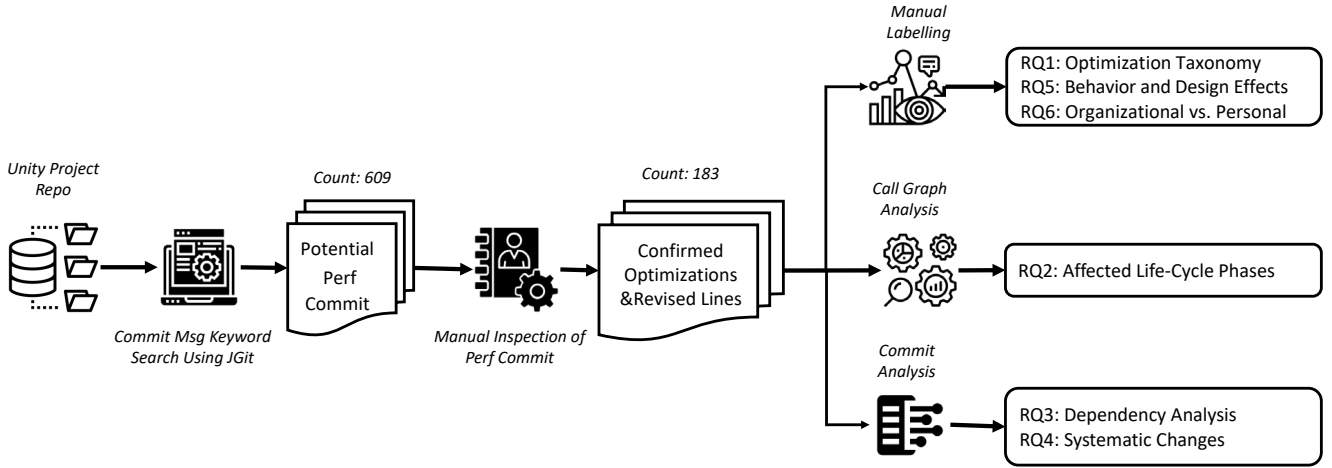 Unity Project
Repo
Commit Msg Keyword
Search Using JGit
Count: 609
Potential
Perf
Commit
Manual Inspection of
Perf Commit
Count: 183
Confirmed
Optimizations
&Revised Lines
Manual
Labelling
RQ1: Optimization Taxonomy
RQ5: Behavior and Design Effects
RQ6: Organizational vs. Personal
Call Graph
Analysis
RQ2: Affected Life-Cycle Phases
Commit
Analysis
RQ3: Dependency Analysis
RQ4: Systematic Changes